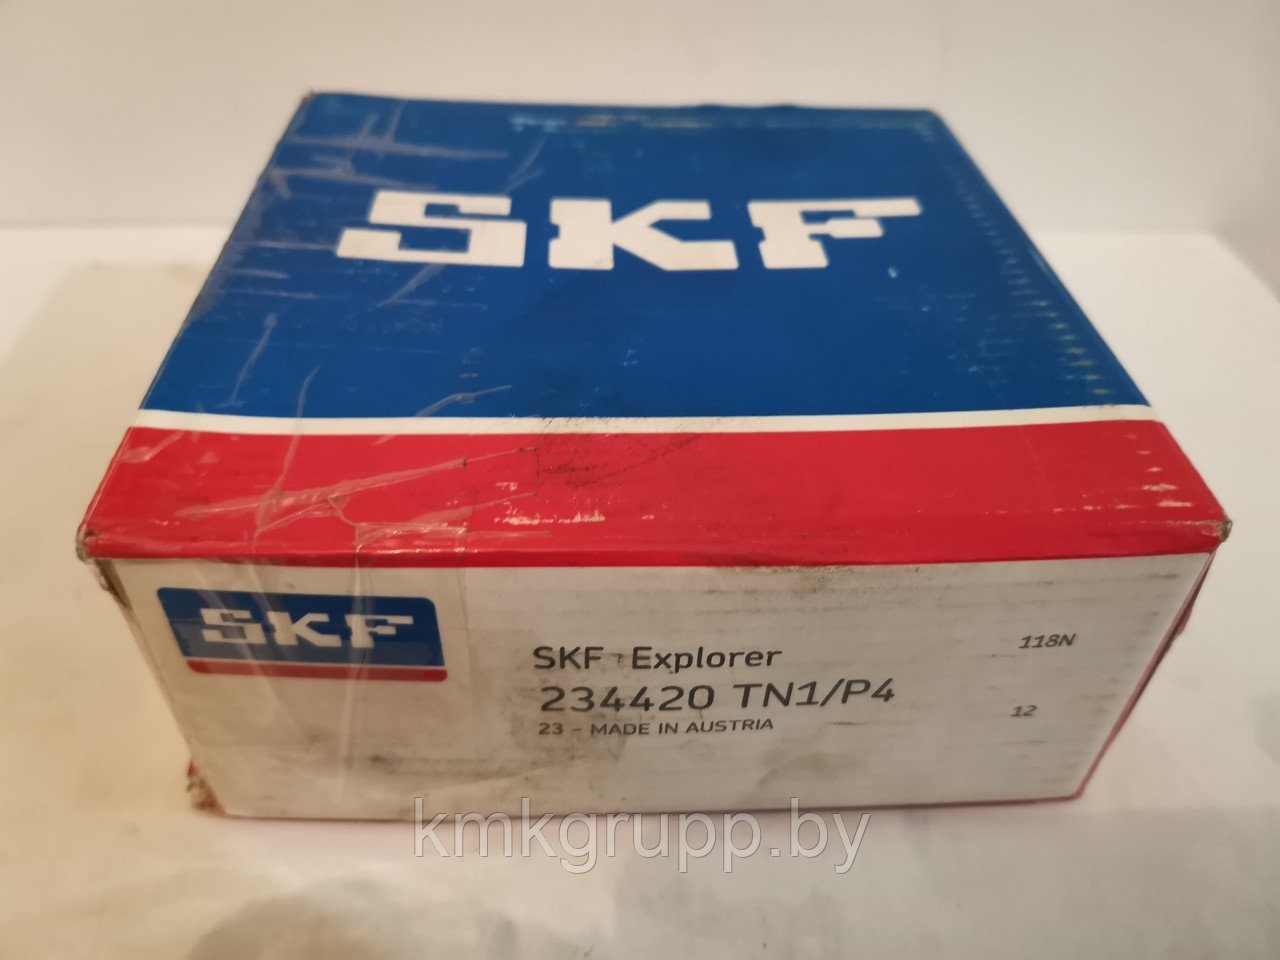 SKF
SKF
SKF Explorer
118N
234420 TN1/P4
12
23 - MADE IN AUSTRIA
kmkgrupp.by